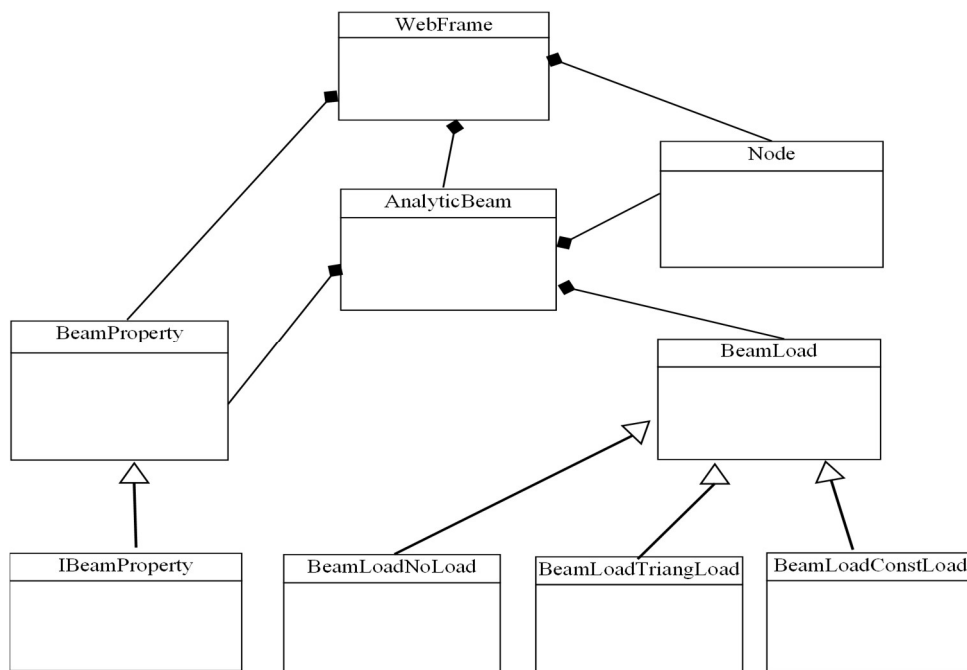 WebFrame
Node
AnalyticBeam
BeamProperty
BeamLoad
IBeamProperty
BeamLoadNoLoad
BeamLoadTriangLoad
BeamLoadConstLoad